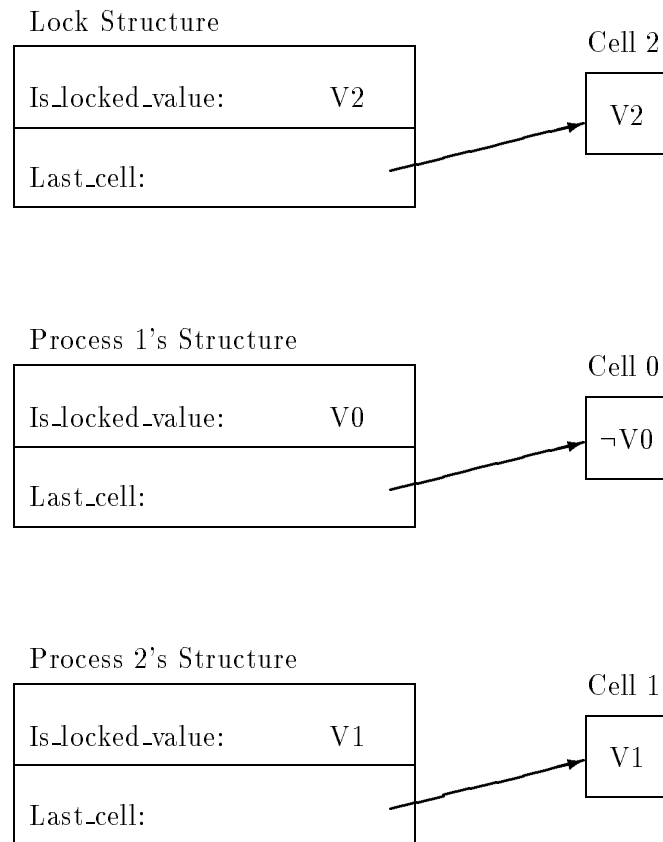 Lock Structure
Cell 2
Is_locked_value: V2
V2
Last_cell:
Process 1's Structure
Cell 0
Is_locked_value: V0
¬V0
Last_cell:
Process 2's Structure
Cell 1
Is_locked_value: V1
V1
Last_cell: